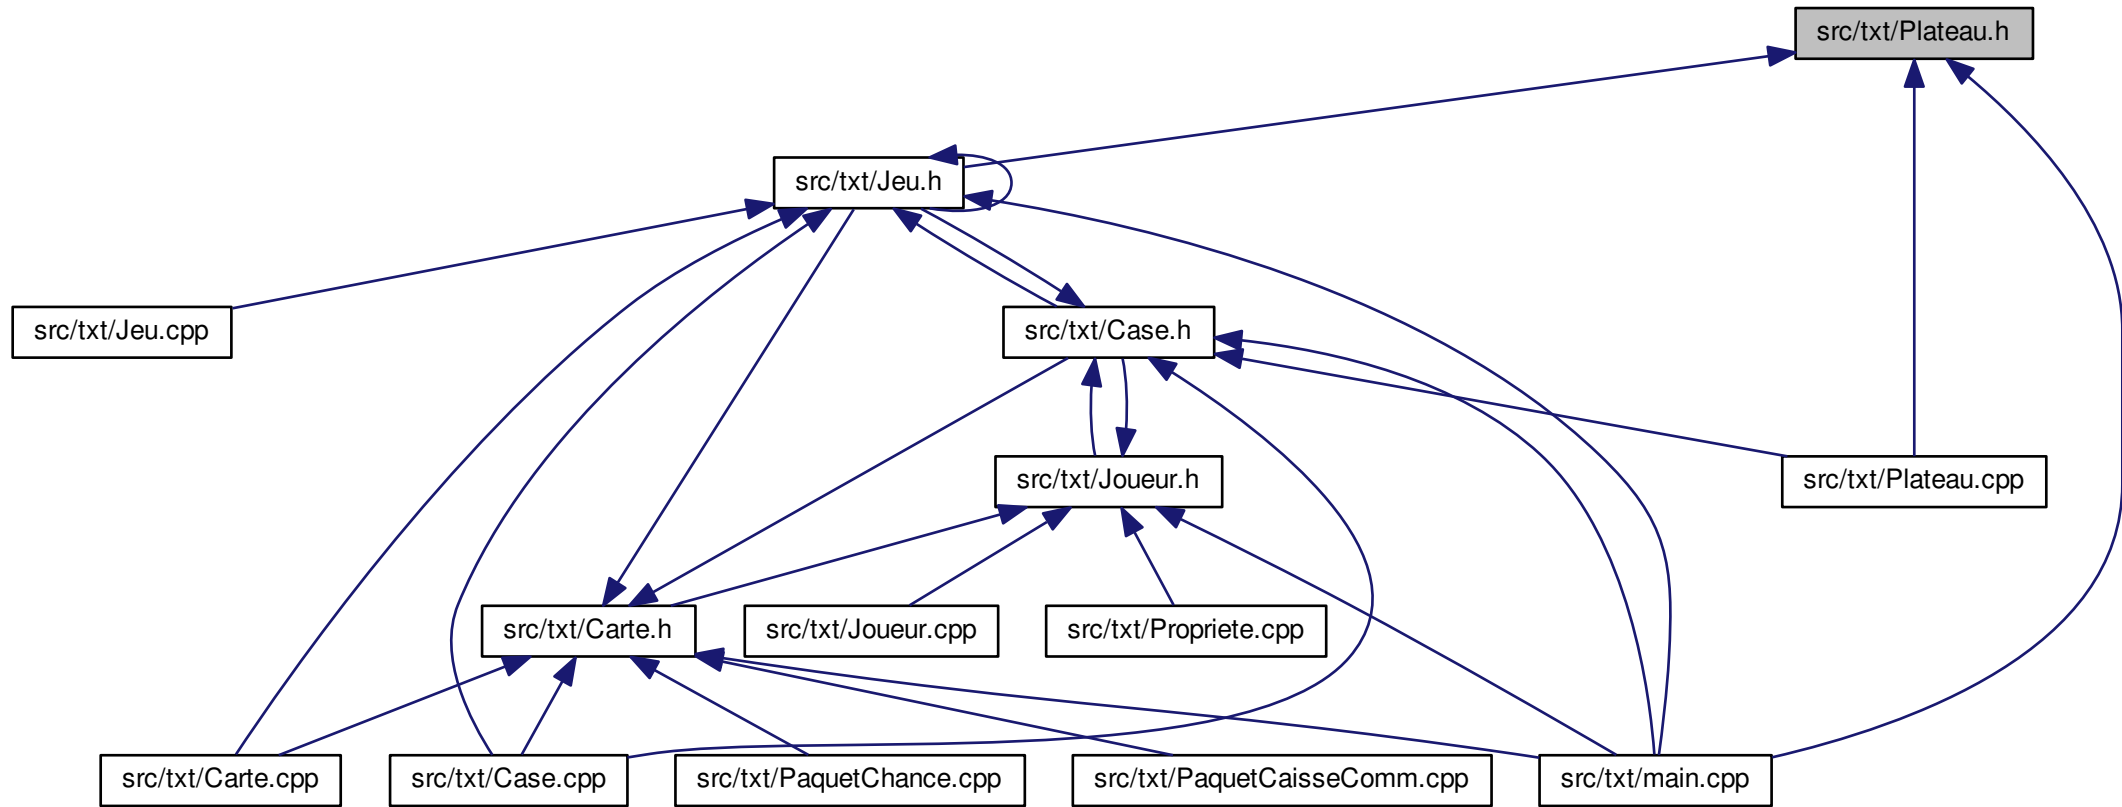 src/txt/Plateau.h
src/txt/Jeu.h
src/txt/Jeu.cpp
src/txt/Case.h
src/txt/Joueur.h
src/txt/Plateau.cpp
src/txt/Carte.h
src/txt/Joueur.cpp
src/txt/Propriete.cpp
src/txt/Carte.cpp
src/txt/Case.cpp
src/txt/PaquetChance.cpp
src/txt/PaquetCaisseComm.cpp
src/txt/main.cpp